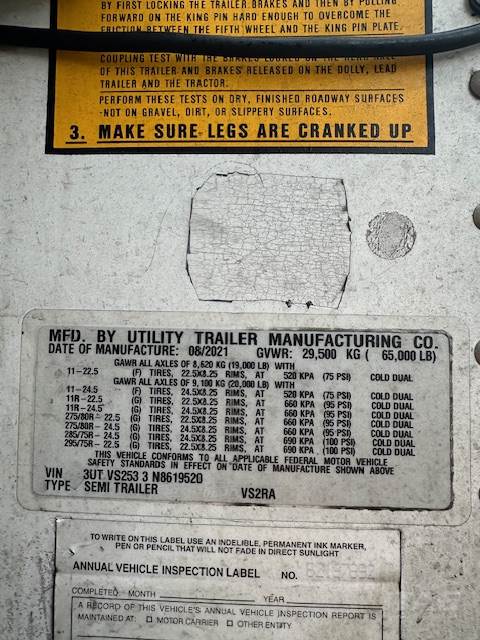 BY FIRST LOCKING THE TRAILER BRAKES AND THEN BY PULLING
FORWARD ON THE KING PIN HARD ENOUGH TO OVERCOME THE
FRICTION BETWEEN THE FIFTH WHEEL AND THE KING PIN PLATE.
COUPLING TEST WITH THE BRAKES LOCKED ON THE REAR AXLE
OF THIS TRAILER AND BRAKES RELEASED ON THE DOLLY, LEAD
TRAILER AND THE TRACTOR.
PERFORM THESE TESTS ON DRY, FINISHED ROADWAY SURFACES
-NOT ON GRAVEL, DIRT, OR SLIPPERY SURFACES.
3. MAKE SURE LEGS ARE CRANKED UP
MFD. BY UTILITY TRAILER MANUFACTURING CO.
DATE OF MANUFACTURE: 08/2021 GVWR: 29,500 KG ( 65,000 LB)
GAWR ALL AXLES OF 8,620 KG (19,000 LB) WITH
11-22.5 (F) TIRES, 22.5X8.25 RIMS, AT 520 KPA (75 PSI) COLD DUAL
GAWR ALL AXLES OF 9,100 KG (20,000 LB) WITH
11-24.5 (F) TIRES, 24.5X8.25 RIMS, AT 520 KPA (75 PSI) COLD DUAL
11R-22.5 (G) TIRES, 22.5X8.25 RIMS, AT 660 KPA (95 PSI) COLD DUAL
11R-24.5 (G) TIRES, 24.5X8.25 RIMS, AT 660 KPA (95 PSI) COLD DUAL
275/80R-22.5 (G) TIRES, 22.5X8.25 RIMS, AT 660 KPA (95 PSI) COLD DUAL
275/80R-24.5 (G) TIRES, 24.5X8.25 RIMS, AT 660 KPA (95 PSI) COLD DUAL
285/75R-24.5 (G) TIRES, 24.5X8.25 RIMS, AT 690 KPA (100 PSI) COLD DUAL
295/75R-22.5 (G) TIRES, 22.5X8.25 RIMS, AT 690 KPA (100 PSI) COLD DUAL
THIS VEHICLE CONFORMS TO ALL APPLICABLE FEDERAL MOTOR VEHICLE
SAFETY STANDARDS IN EFFECT ON DATE OF MANUFACTURE SHOWN ABOVE
VIN 3UT VS253 3 N8619520
TYPE SEMI TRAILER VS2RA
TO WRITE ON THIS LABEL USE AN INDELIBLE, PERMANENT INK MARKER,
PEN OR PENCIL THAT WILL NOT FADE IN DIRECT SUNLIGHT
ANNUAL VEHICLE INSPECTION LABEL NO.
COMPLETED: MONTH YEAR
A RECORD OF THIS VEHICLE'S ANNUAL VEHICLE INSPECTION REPORT IS
MAINTAINED AT: MOTOR CARRIER OTHER ENTITY